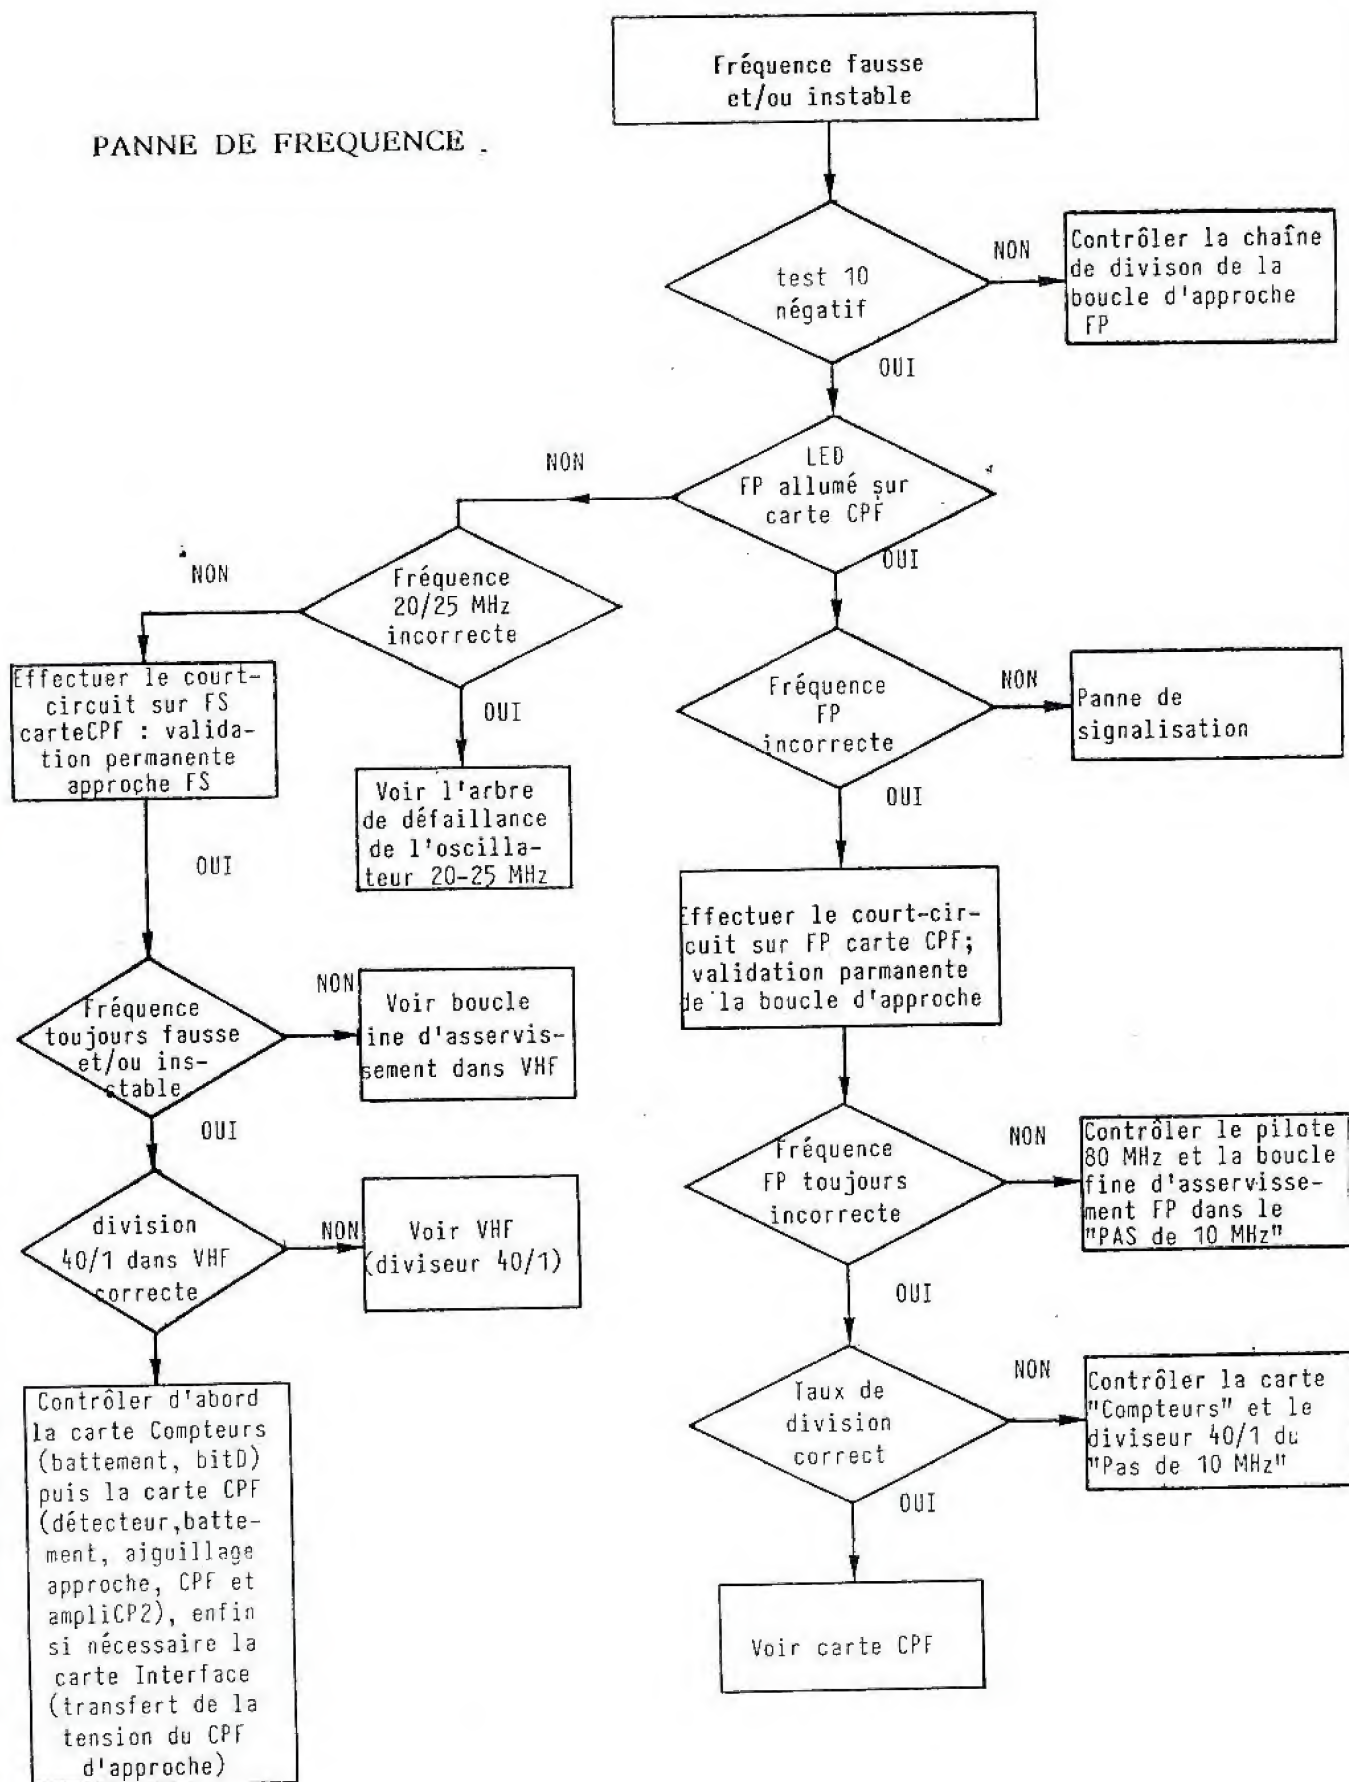 PANNE DE FREQUENCE .
Fréquence fausse
et/ou instable
test 10
négatif
NON
Contrôler la chaîne
de divison de la
boucle d'approche
FP
OUI
LED
FP allumé sur
carte CPF
NON
OUI
Fréquence
20/25 MHz
incorrecte
NON
OUI
Fréquence
FP
incorrecte
NON
Panne de
signalisation
OUI
Effectuer le court-
circuit sur FS
carteCPF : valida-
tion permanente
approche FS
OUI
Voir l'arbre
de défaillance
de l'oscilla-
teur 20-25 MHz
Effectuer le court-cir-
cuit sur FP carte CPF;
validation parmanente
de la boucle d'approche
Fréquence
toujours fausse
et/ou ins-
stable
NON
Voir boucle
ine d'asservis-
sement dans VHF
OUI
Fréquence
FP toujours
incorrecte
NON
Contrôler le pilote
80 MHz et la boucle
fine d'asservisse-
ment FP dans le
"PAS de 10 MHz"
OUI
division
40/1 dans VHF
correcte
NON
Voir VHF
(diviseur 40/1)
Taux de
division
correct
NON
Contrôler la carte
"Compteurs" et le
diviseur 40/1 du
"Pas de 10 MHz"
OUI
Voir carte CPF
Contrôler d'abord
la carte Compteurs
(battement, bitD)
puis la carte CPF
(détecteur,batte-
ment, aiguillage
approche, CPF et
ampliCP2), enfin
si nécessaire la
carte Interface
(transfert de la
tension du CPF
d'approche)